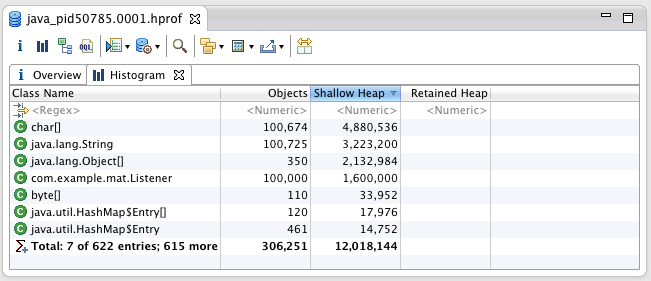 java_pid50785.0001.hprof
i OQL
i Overview Histogram
Class Name Objects Shallow Heap Retained Heap
<Regex> <Numeric> <Numeric> <Numeric>
C char[] 100,674 4,880,536
C java.lang.String 100,725 3,223,200
C java.lang.Object[] 350 2,132,984
C com.example.mat.Listener 100,000 1,600,000
C byte[] 110 33,952
C java.util.HashMap$Entry[] 120 17,976
C java.util.HashMap$Entry 461 14,752
Σ Total: 7 of 622 entries; 615 more 306,251 12,018,144